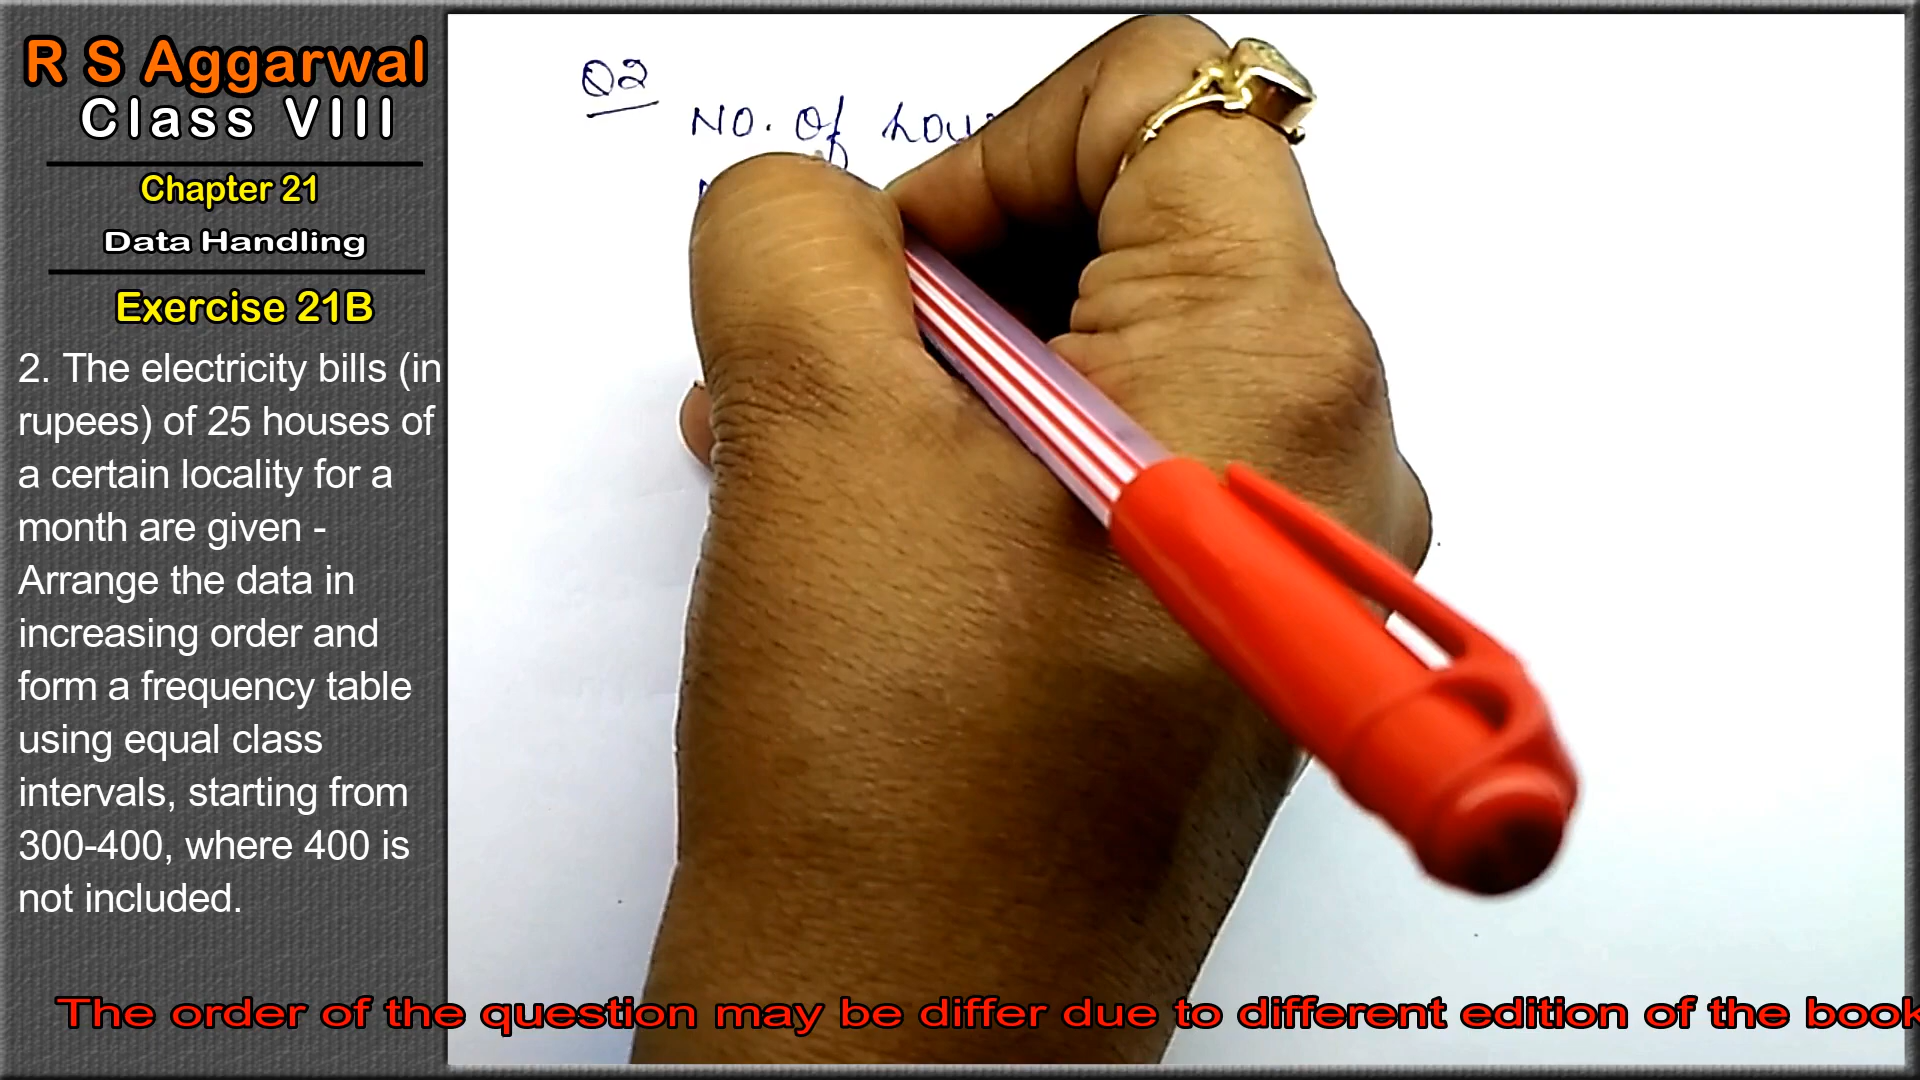 R S Aggarwal
Class VIII
Chapter 21
Data Handling
Exercise 21B
2. The electricity bills (in
rupees) of 25 houses of
a certain locality for a
month are given -
Arrange the data in
increasing order and
form a frequency table
using equal class
intervals, starting from
300-400, where 400 is
not included.
Q2
NO. Of
The order of the question may be differ due to different edition of the book